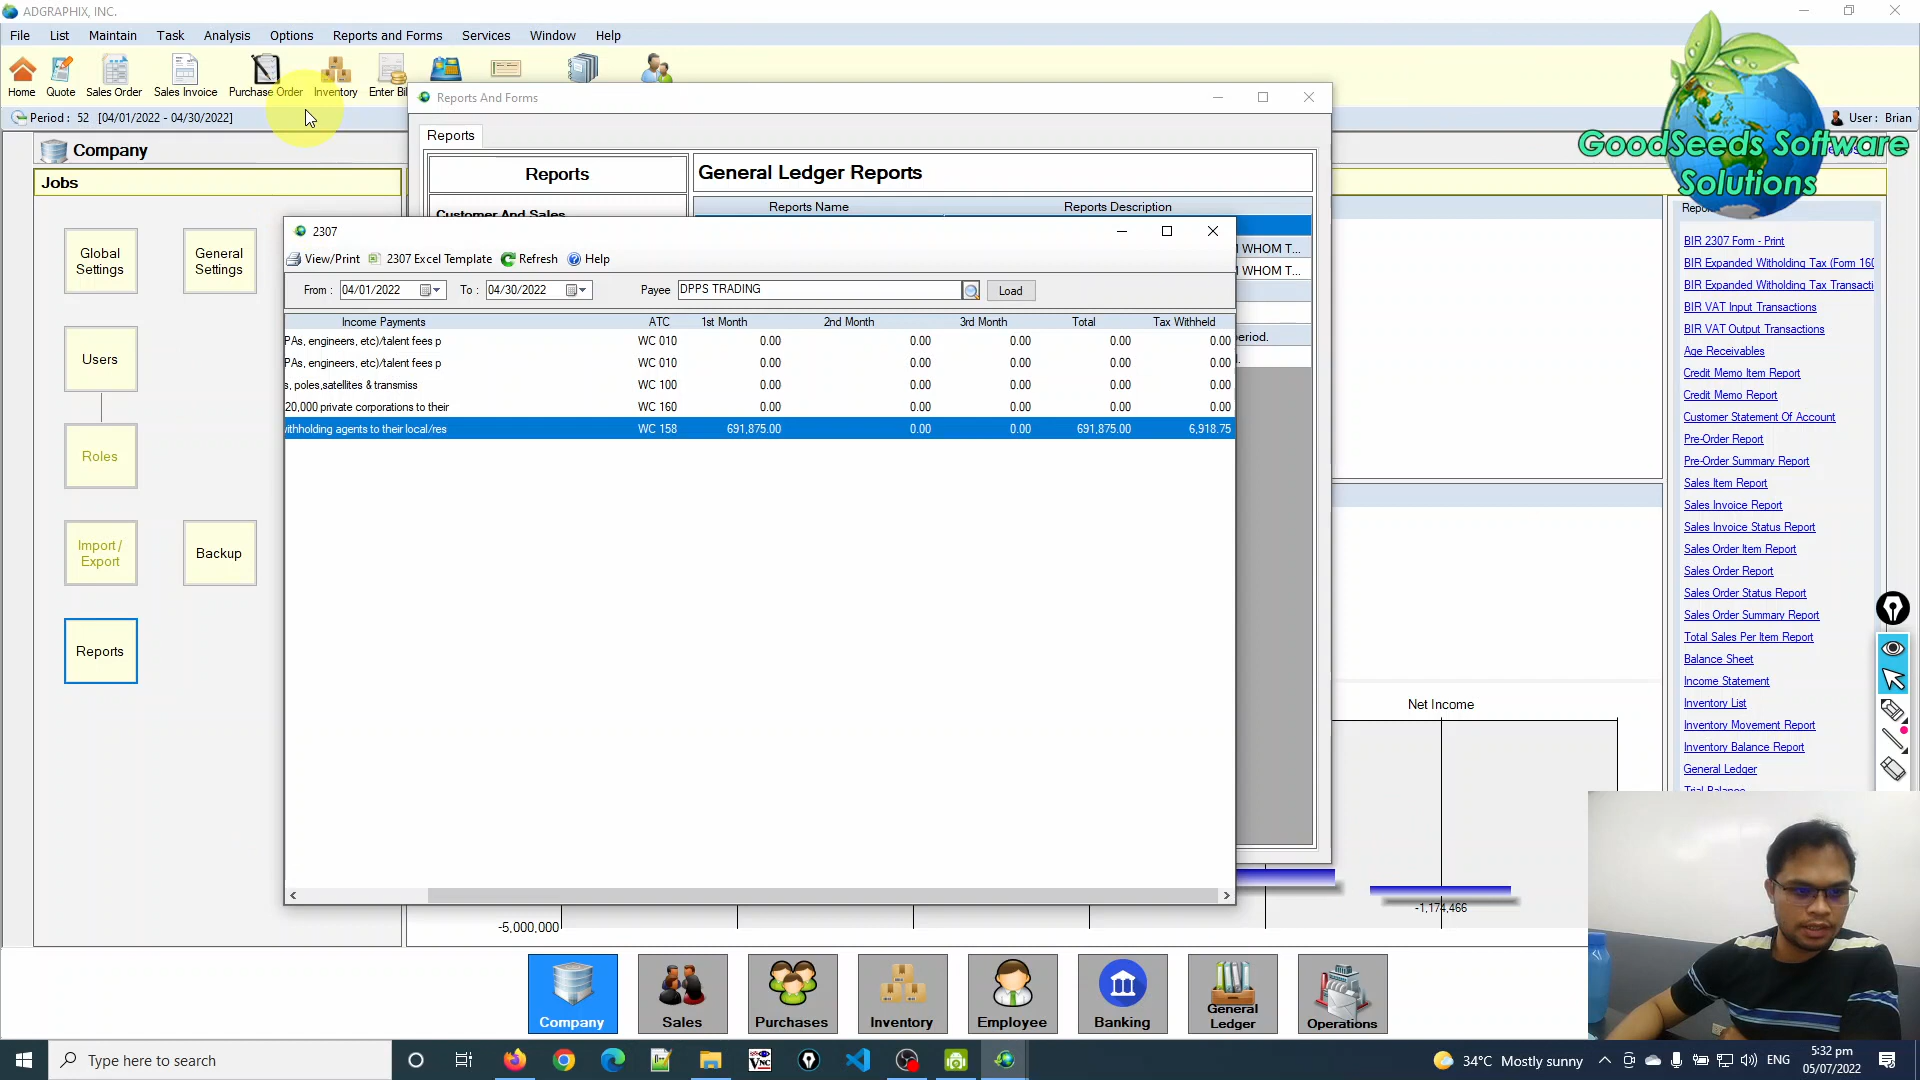 ADGRAPHIX, INC.
File List Maintain Task Analysis Options Reports and Forms Services Window Help
Home Quote Sales Order Sales Invoice Purchase Order Inventory Enter Bil
Period : 52 [04/01/2022 - 04/30/2022]
User : Brian
GoodSeeds Software
Solutions
Company
Jobs
Global
Settings
General
Settings
Users
Roles
Import /
Export
Backup
Reports
Reports And Forms
Reports
Reports
Customer And Sales
General Ledger Reports
Reports Name Reports Description
M WHOM T...
M WHOM T...
eriod.
2307
View/Print 2307 Excel Template Refresh Help
From : 04/01/2022 To : 04/30/2022 Payee DPPS TRADING Load
Income Payments ATC 1st Month 2nd Month 3rd Month Total Tax Withheld
PAs, engineers, etc)/talent fees p WC 010 0.00 0.00 0.00 0.00 0.00
PAs, engineers, etc)/talent fees p WC 010 0.00 0.00 0.00 0.00 0.00
s, poles,satellites & transmiss WC 100 0.00 0.00 0.00 0.00 0.00
20,000 private corporations to their WC 160 0.00 0.00 0.00 0.00 0.00
withholding agents to their local/res WC 158 691,875.00 0.00 0.00 691,875.00 6,918.75
BIR 2307 Form - Print
BIR Expanded Witholding Tax (Form 160
BIR Expanded Witholding Tax Transacti
BIR VAT Input Transactions
BIR VAT Output Transactions
Age Receivables
Credit Memo Item Report
Credit Memo Report
Customer Statement Of Account
Pre-Order Report
Pre-Order Summary Report
Sales Item Report
Sales Invoice Report
Sales Invoice Status Report
Sales Order Item Report
Sales Order Report
Sales Order Status Report
Sales Order Summary Report
Total Sales Per Item Report
Balance Sheet
Income Statement
Inventory List
Inventory Movement Report
Inventory Balance Report
General Ledger
Trial Balance
Net Income
-1,174,466
-5,000,000
Company Sales Purchases Inventory Employee Banking General Ledger Operations
Type here to search
34°C Mostly sunny
ENG
5:32 pm
05/07/2022